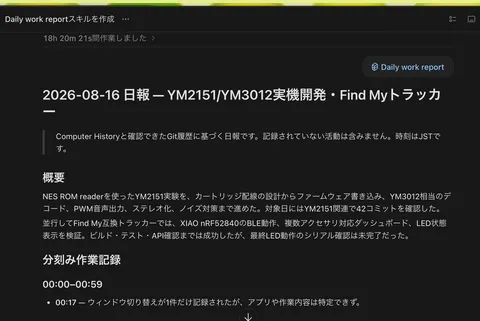 Daily work reportスキルを作成 …
18h 20m 21s間作業しました >
Daily work report
2026-08-16 日報 — YM2151/YM3012実機開発・Find Myトラッカ
ー
Computer Historyと確認できたGit履歴に基づく日報です。記録されていない活動は含みません。時刻はJSTで
す。
概要
NES ROM readerを使ったYM2151実験を、カートリッジ配線の設計からファームウェア書き込み、YM3012相当のデ
コード、PWM音声出力、ステレオ化、ノイズ対策まで進めた。対象日にはYM2151関連で42コミットを確認した。
並行してFind My互換トラッカーでは、XIAO nRF52840のBLE動作、複数アクセサリ対応ダッシュボード、LED状態
表示を検証。ビルド・テスト・API確認までは成功したが、最終LED動作のシリアル確認は未完了だった。
分刻み作業記録
00:00–00:59
• 00:17 — ウィンドウ切り替えが1件だけ記録されたが、アプリや作業内容は特定できず。